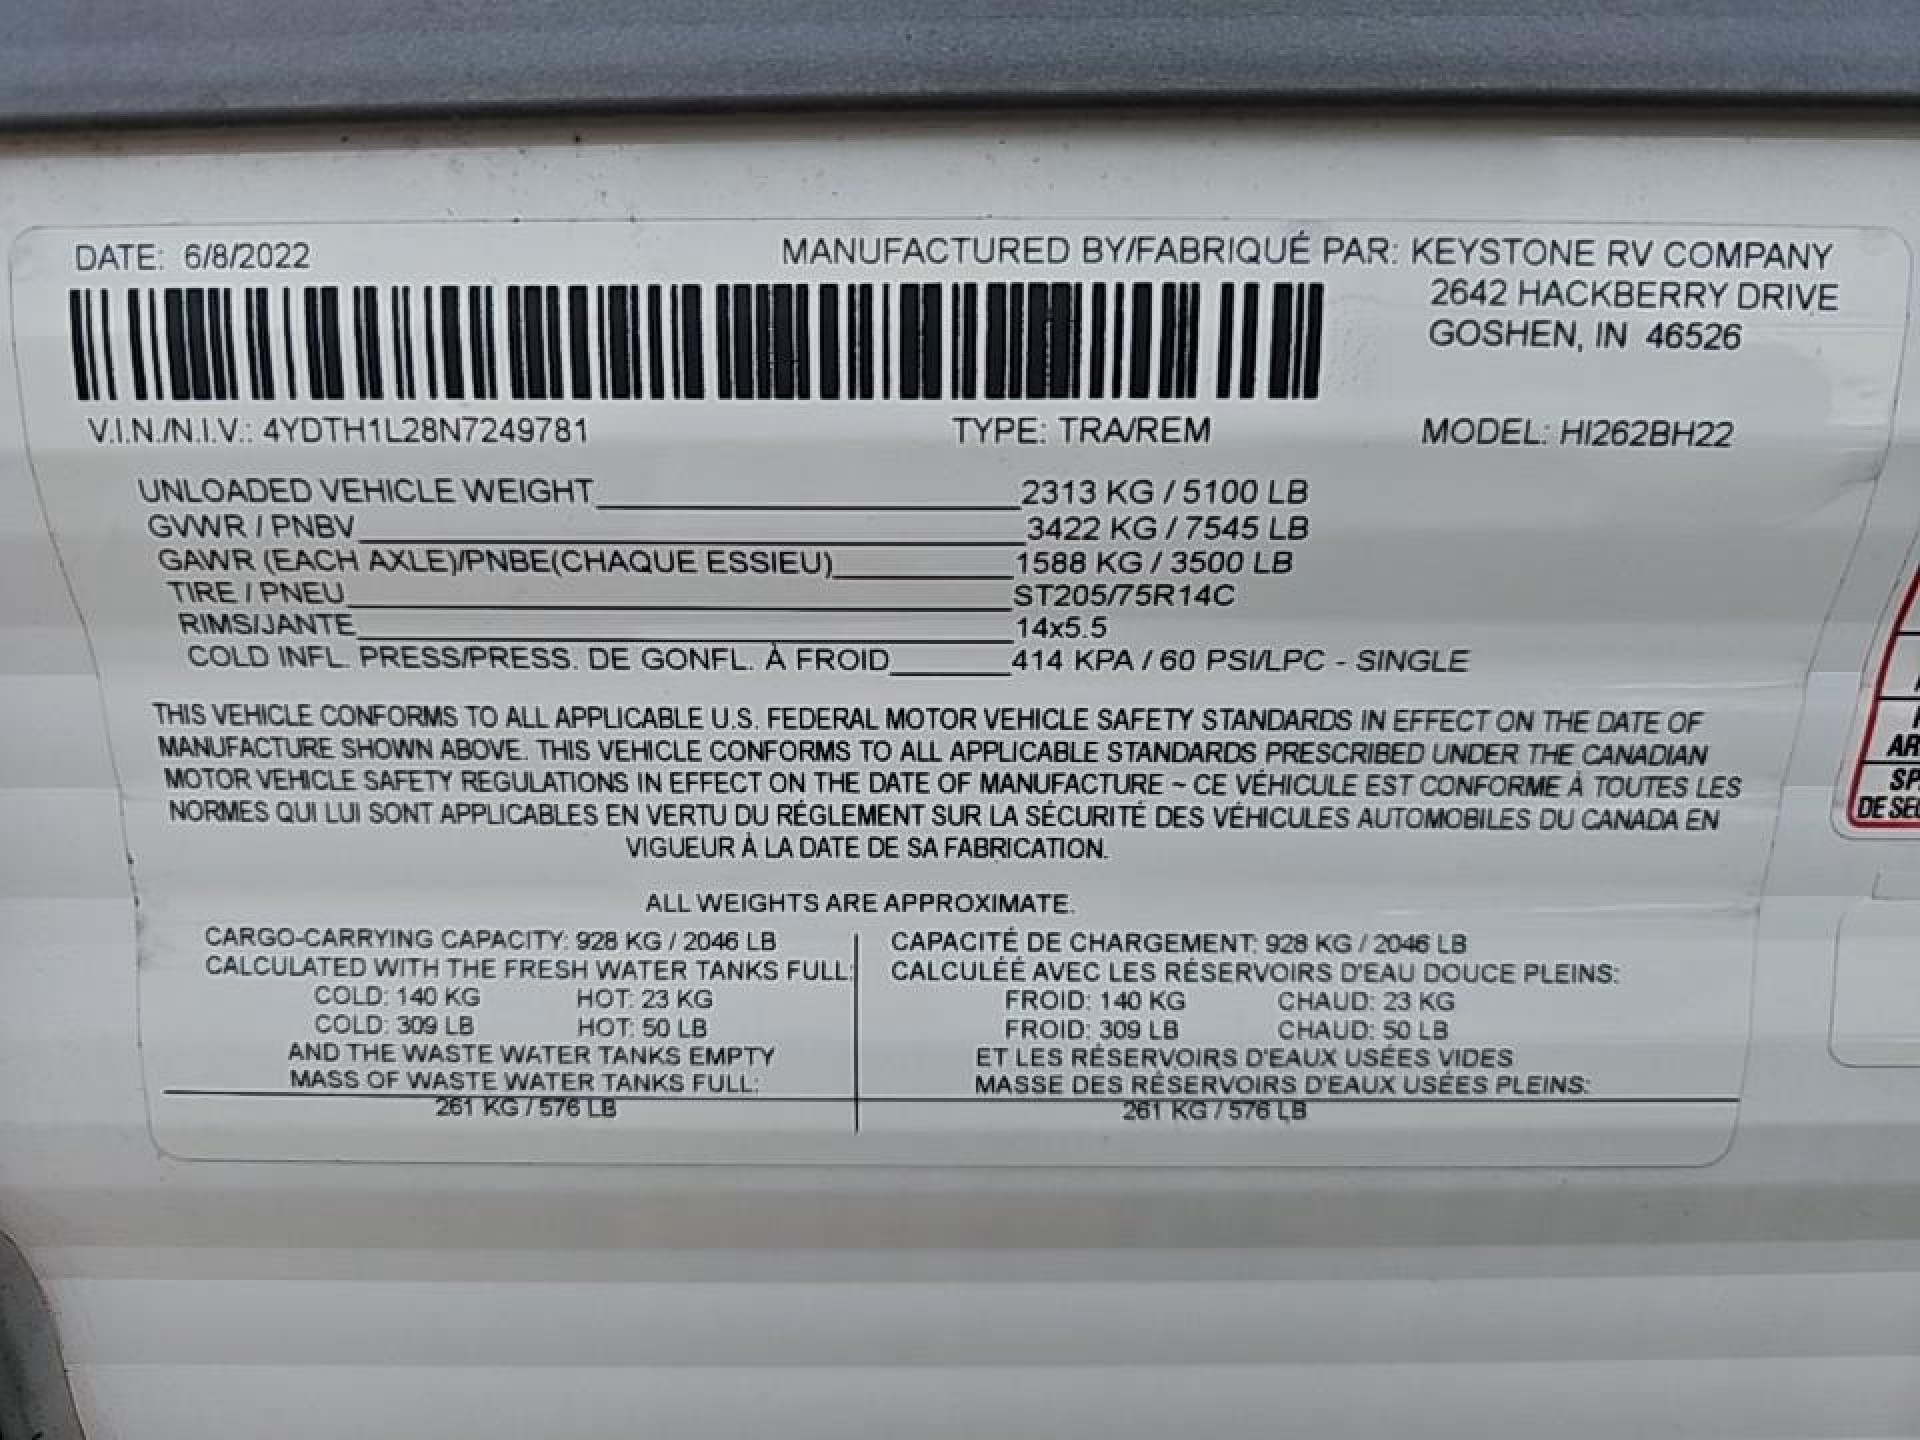 DATE: 6/8/2022
MANUFACTURED BY/FABRIQUÉ PAR: KEYSTONE RV COMPANY
2642 HACKBERRY DRIVE
GOSHEN, IN 46526
V.I.N./N.I.V.: 4YDTH1L28N7249781 TYPE: TRA/REM MODEL: HI262BH22
UNLOADED VEHICLE WEIGHT 2313 KG / 5100 LB
GVWR / PNBV 3422 KG / 7545 LB
GAWR (EACH AXLE)/PNBE(CHAQUE ESSIEU) 1588 KG / 3500 LB
TIRE / PNEU ST205/75R14C
RIMS/JANTE 14x5.5
COLD INFL. PRESS/PRESS. DE GONFL. À FROID 414 KPA / 60 PSI/LPC - SINGLE
THIS VEHICLE CONFORMS TO ALL APPLICABLE U.S. FEDERAL MOTOR VEHICLE SAFETY STANDARDS IN EFFECT ON THE DATE OF
MANUFACTURE SHOWN ABOVE. THIS VEHICLE CONFORMS TO ALL APPLICABLE STANDARDS PRESCRIBED UNDER THE CANADIAN
MOTOR VEHICLE SAFETY REGULATIONS IN EFFECT ON THE DATE OF MANUFACTURE ~ CE VÉHICULE EST CONFORME À TOUTES LES
NORMES QUI LUI SONT APPLICABLES EN VERTU DU RÉGLEMENT SUR LA SÉCURITÉ DES VÉHICULES AUTOMOBILES DU CANADA EN
VIGUEUR À LA DATE DE SA FABRICATION.
ALL WEIGHTS ARE APPROXIMATE.
CARGO-CARRYING CAPACITY: 928 KG / 2046 LB
CALCULATED WITH THE FRESH WATER TANKS FULL:
COLD: 140 KG HOT: 23 KG
COLD: 309 LB HOT: 50 LB
AND THE WASTE WATER TANKS EMPTY
MASS OF WASTE WATER TANKS FULL:
261 KG / 576 LB
CAPACITÉ DE CHARGEMENT: 928 KG / 2046 LB
CALCULÉÉ AVEC LES RÉSERVOIRS D'EAU DOUCE PLEINS:
FROID: 140 KG CHAUD: 23 KG
FROID: 309 LB CHAUD: 50 LB
ET LES RÉSERVOIRS D'EAUX USÉES VIDES
MASSE DES RÉSERVOIRS D'EAUX USÉES PLEINS:
261 KG / 576 LB